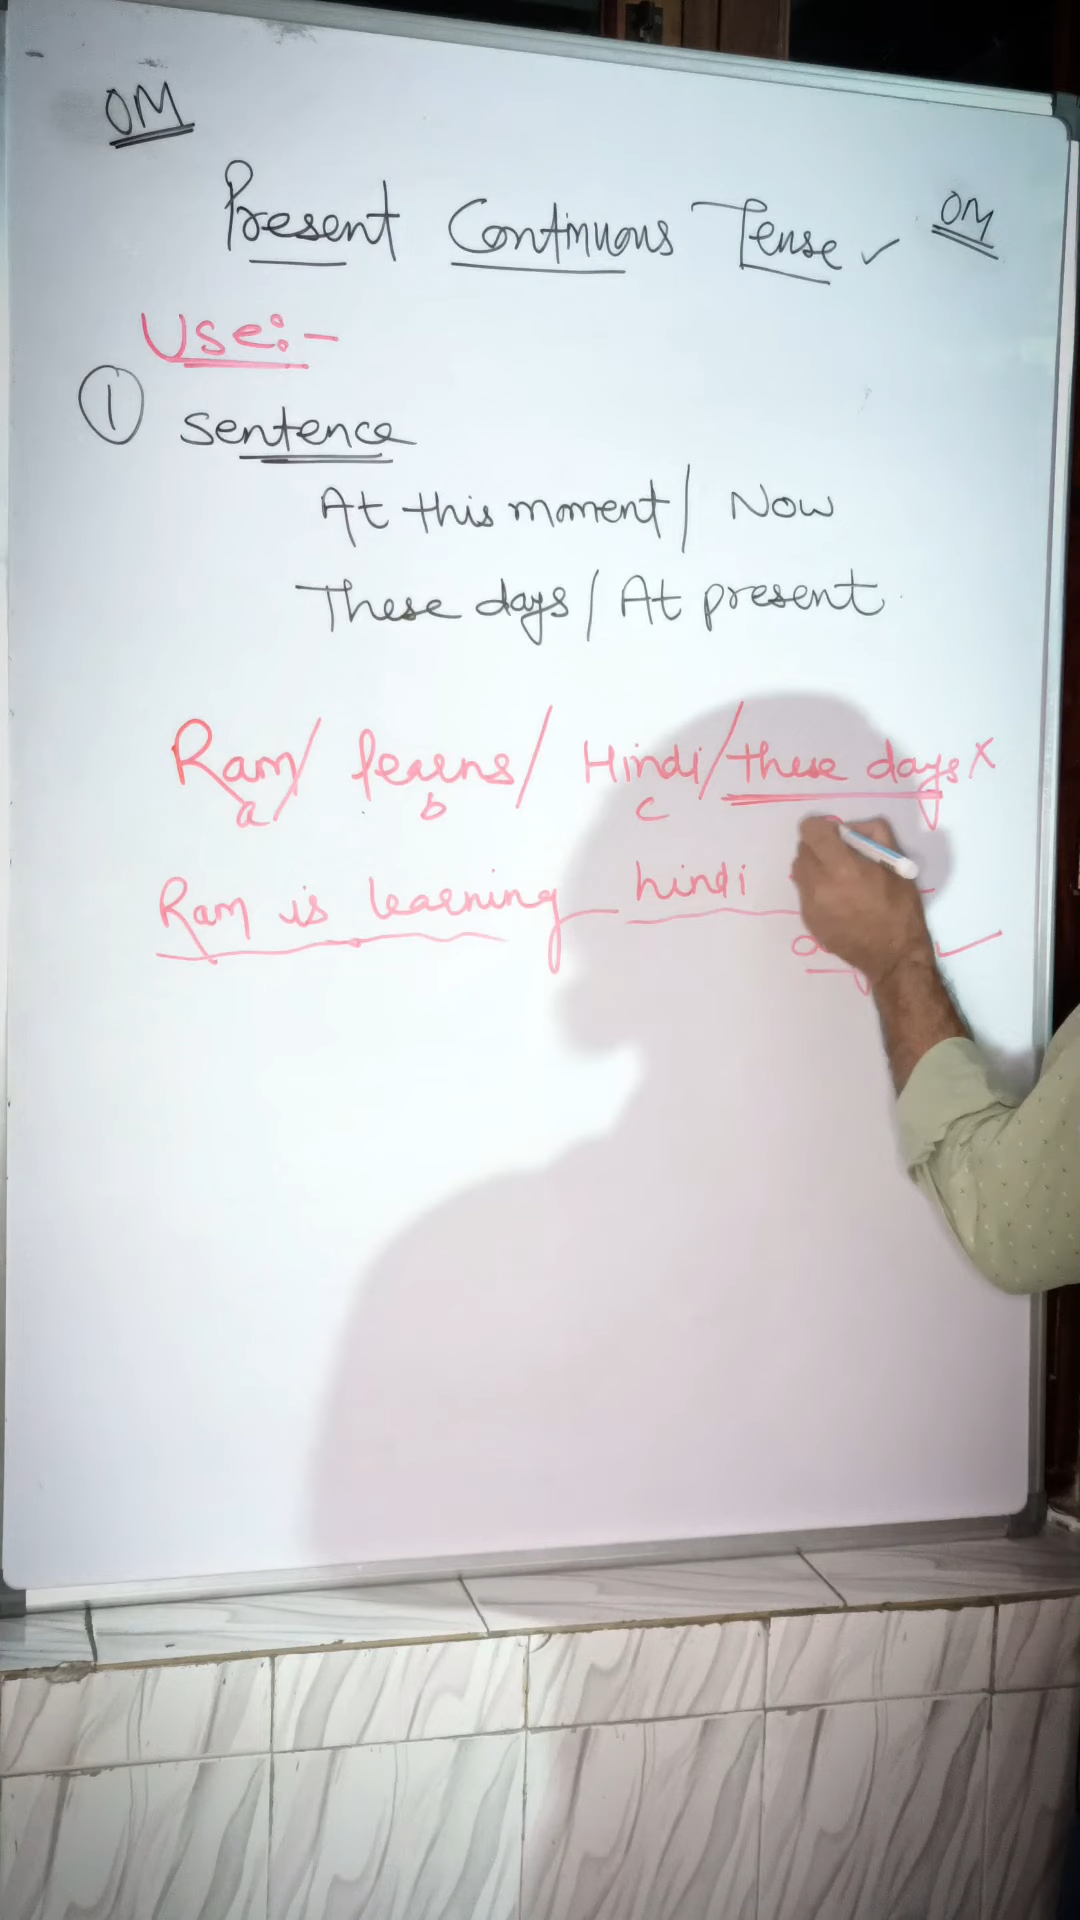 OM
Present Continuous Tense ✓ OM
Use:-
① Sentence
At this moment / Now
These days / At present
Ram / learns / Hindi / these days ×
a b c
Ram is learning hindi